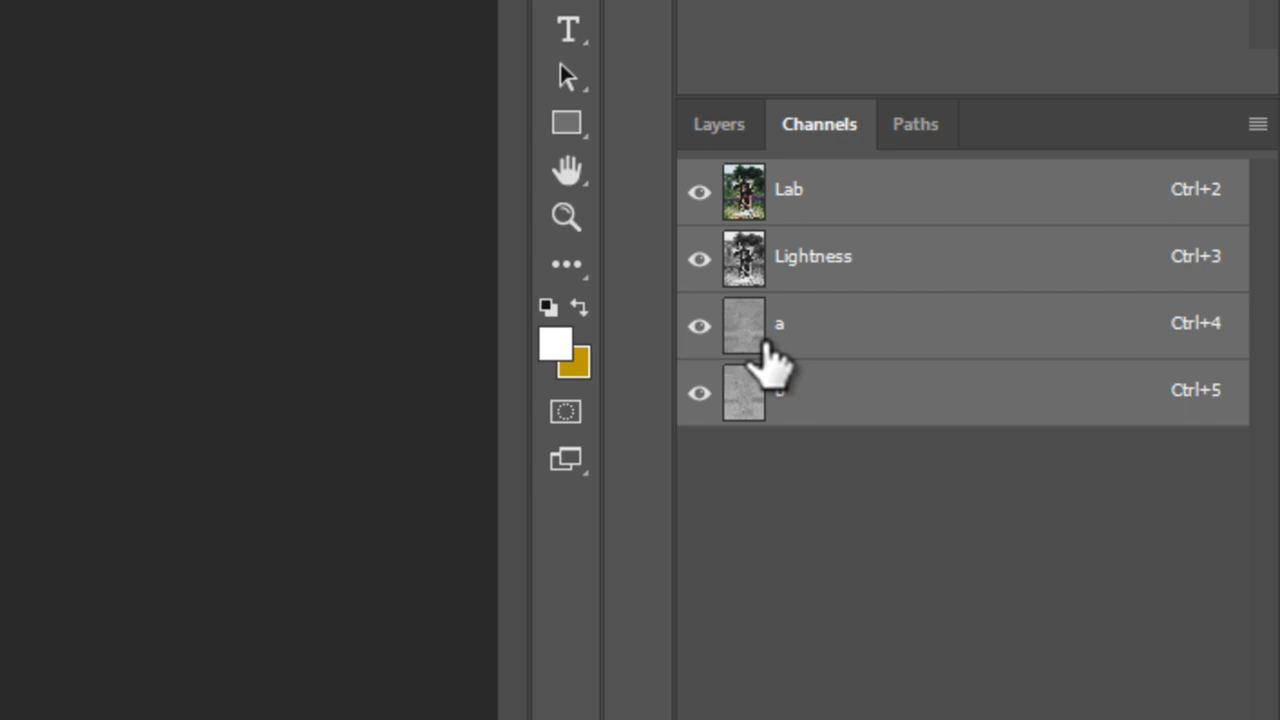 Layers Channels Paths
Lab Ctrl+2
Lightness Ctrl+3
a Ctrl+4
Ctrl+5